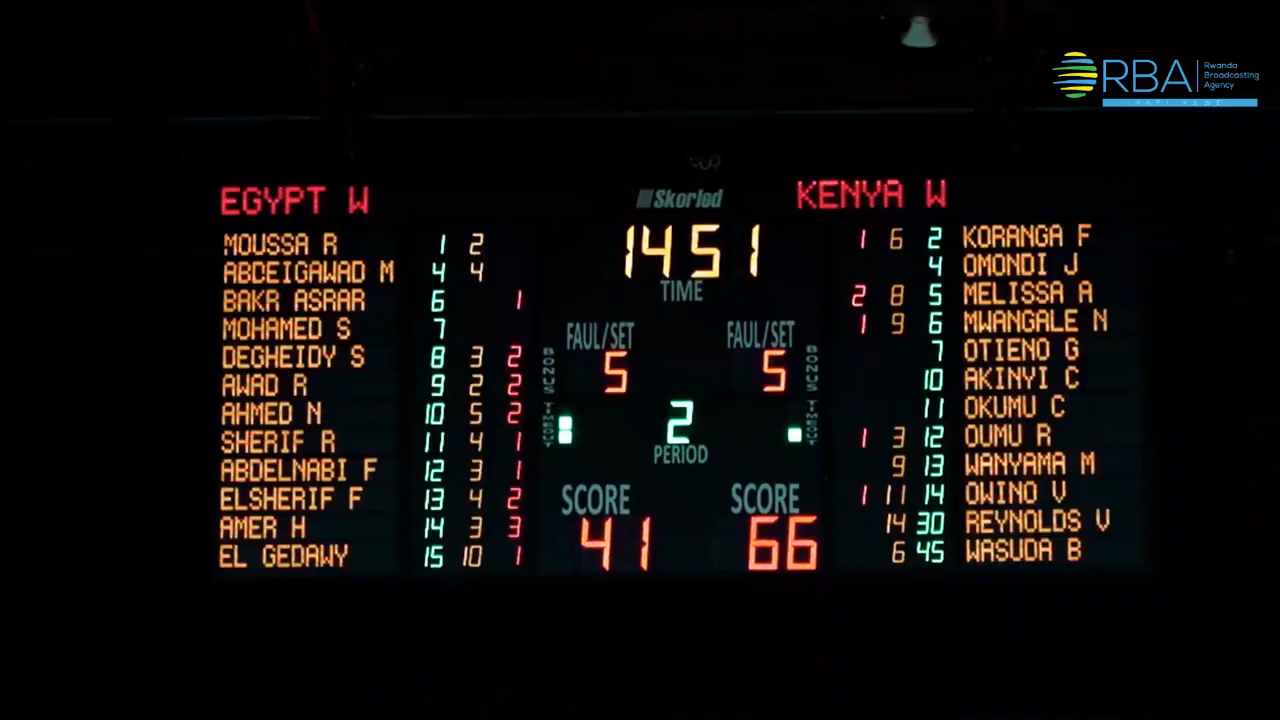 RBA Rwanda Broadcasting Agency
EGYPT W Skorled KENYA W
MOUSSA R 1 2 1451 1 6 2 KORANGA F
ABDEIGAWAD M 4 4 TIME 4 OMONDI J
BAKR ASRAR 6 1 2 8 5 MELISSA A
MOHAMED S 7 FAUL/SET FAUL/SET 1 9 6 MWANGALE N
DEGHEIDY S 8 3 2 BONUS 5 5 BONUS 7 OTIENO G
AWAD R 9 2 2 10 AKINYI C
AHMED N 10 5 2 TIMEOUT 2 TIMEOUT 11 OKUMU C
SHERIF R 11 4 1 PERIOD 1 3 12 OUMU R
ABDELNABI F 12 3 1 9 13 WANYAMA M
ELSHERIF F 13 4 2 SCORE SCORE 1 11 14 OWINO V
AMER H 14 3 3 41 66 14 30 REYNOLDS V
EL GEDAWY 15 10 1 6 45 WASUDA B